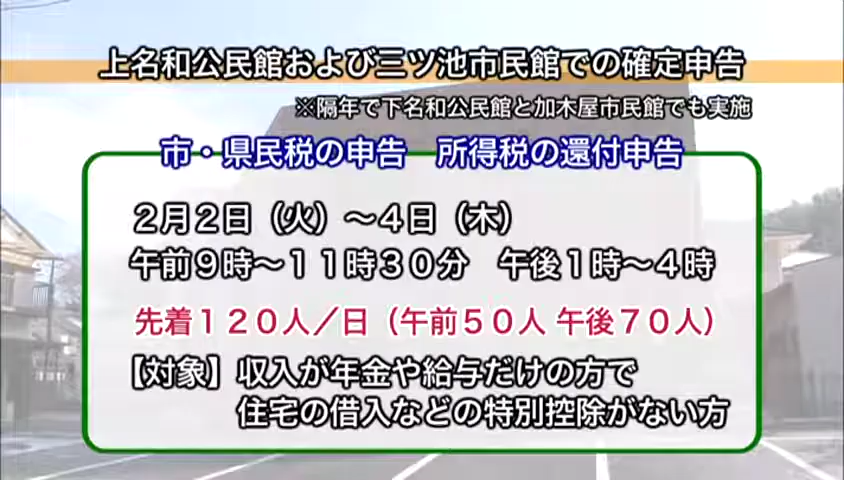 上名和公民館および三ツ池市民館での確定申告
※隔年で下名和公民館と加木屋市民館でも実施
市・県民税の申告　所得税の還付申告
２月２日（火）～４日（木）
午前９時～１１時３０分　午後１時～４時
先着１２０人／日（午前５０人 午後７０人）
【対象】収入が年金や給与だけの方で
住宅の借入などの特別控除がない方